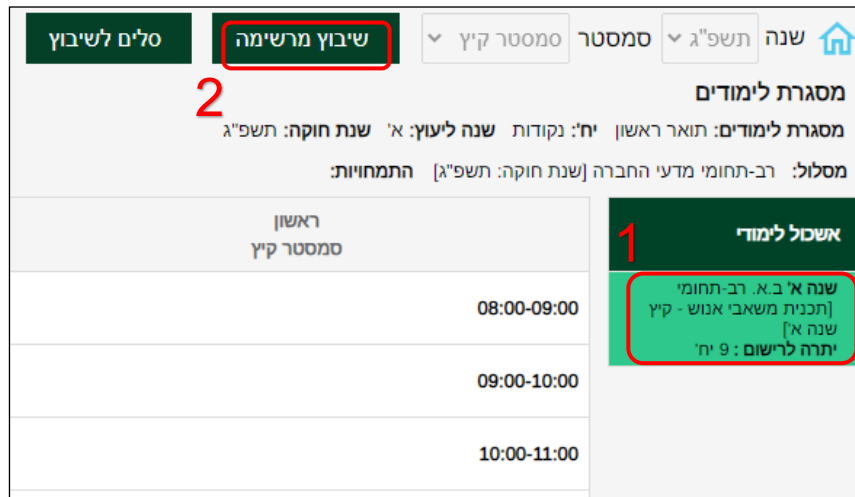 שנה תשפ"ג סמסטר סמסטר קיץ שיבוץ מרשימה סלים לשיבוץ
2
מסגרת לימודים
מסגרת לימודים: תואר ראשון יח': נקודות שנה ליעוץ: א' שנת חוקה: תשפ"ג
מסלול: רב-תחומי מדעי החברה [שנת חוקה: תשפ"ג] התמחויות:
אשכול לימודי
1
שנה א' ב.א. רב-תחומי
[תכנית משאבי אנוש - קיץ
שנה א']
יתרה לרישום : 9 יח'
ראשון
סמסטר קיץ
08:00-09:00
09:00-10:00
10:00-11:00